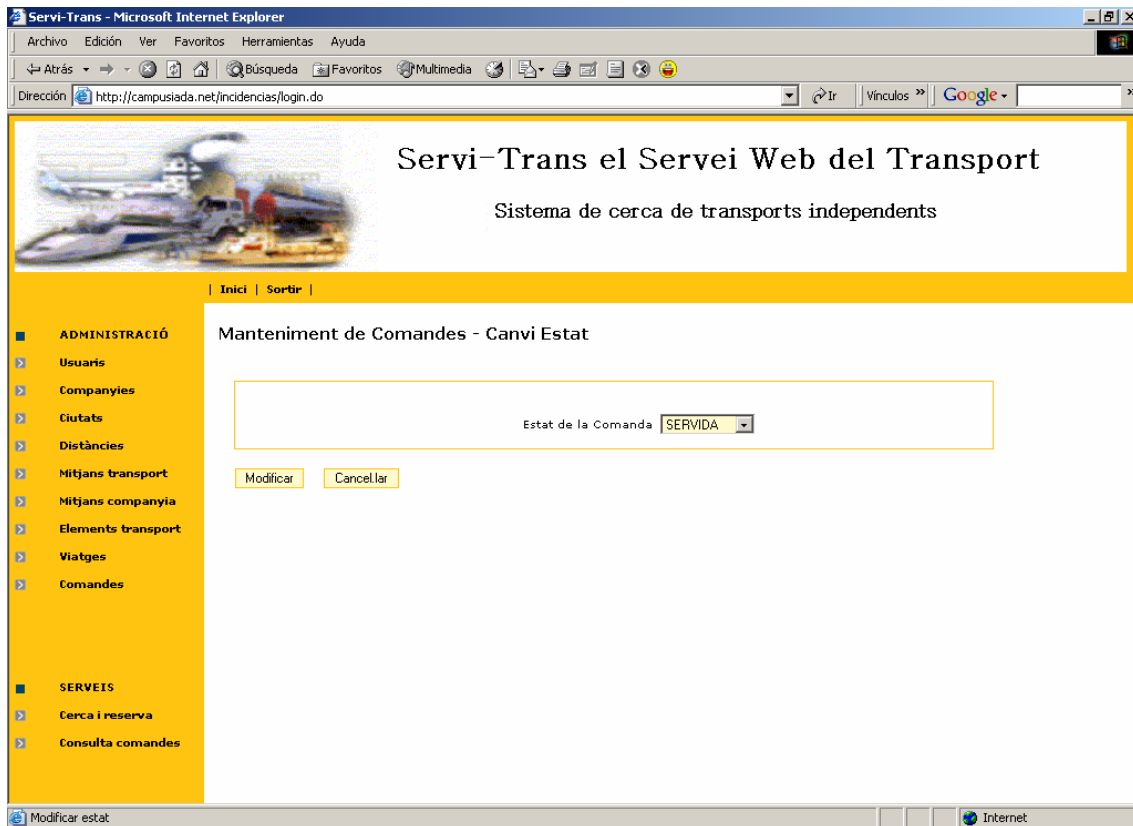 Servi-Trans - Microsoft Internet Explorer
Archivo Edición Ver Favoritos Herramientas Ayuda
Atrás Búsqueda Favoritos Multimedia
Dirección http://campusiada.net/incidencias/login.do Ir Vínculos » Google »
Servi-Trans el Servei Web del Transport
Sistema de cerca de transports independents
| Inici | Sortir |
ADMINISTRACIÓ
Usuaris
Companyies
Ciutats
Distàncies
Mitjans transport
Mitjans companyia
Elements transport
Viatges
Comandes
SERVEIS
Cerca i reserva
Consulta comandes
Manteniment de Comandes - Canvi Estat
Estat de la Comanda SERVIDA
Modificar Cancel.lar
Modificar estat Internet